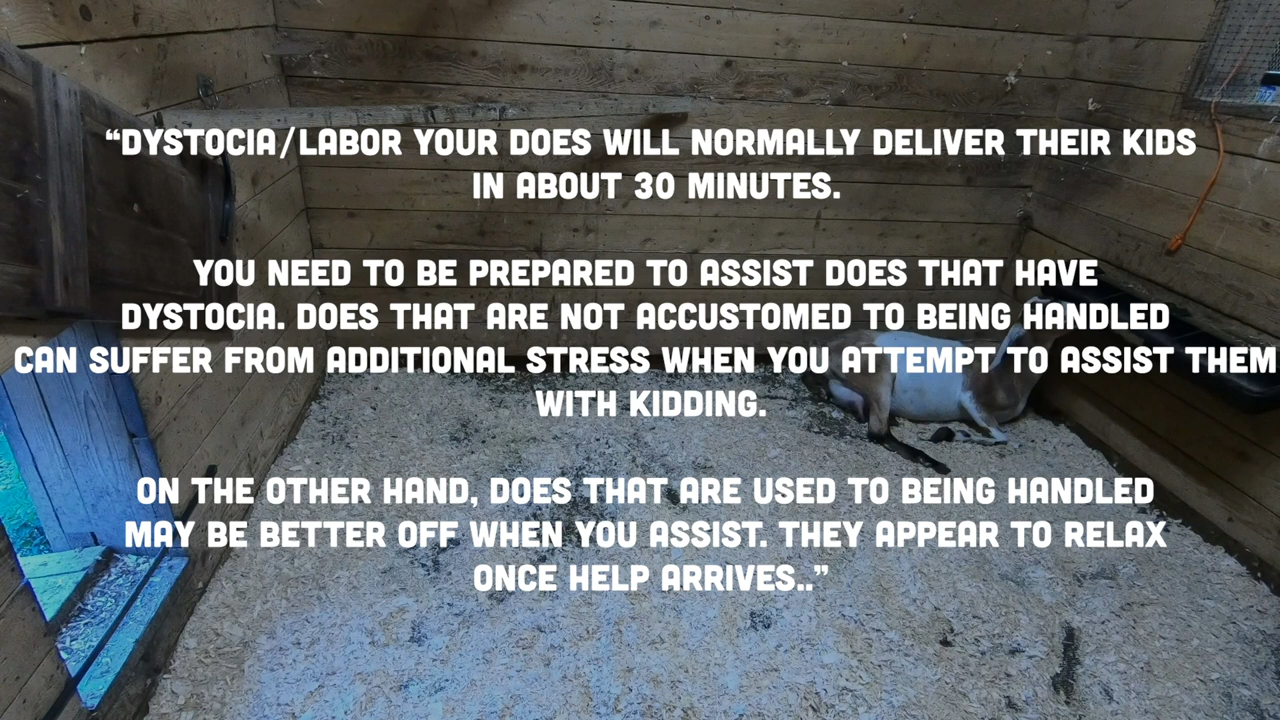 “DYSTOCIA/LABOR YOUR DOES WILL NORMALLY DELIVER THEIR KIDS
IN ABOUT 30 MINUTES.
YOU NEED TO BE PREPARED TO ASSIST DOES THAT HAVE
DYSTOCIA. DOES THAT ARE NOT ACCUSTOMED TO BEING HANDLED
CAN SUFFER FROM ADDITIONAL STRESS WHEN YOU ATTEMPT TO ASSIST THEM
WITH KIDDING.
ON THE OTHER HAND, DOES THAT ARE USED TO BEING HANDLED
MAY BE BETTER OFF WHEN YOU ASSIST. THEY APPEAR TO RELAX
ONCE HELP ARRIVES..”